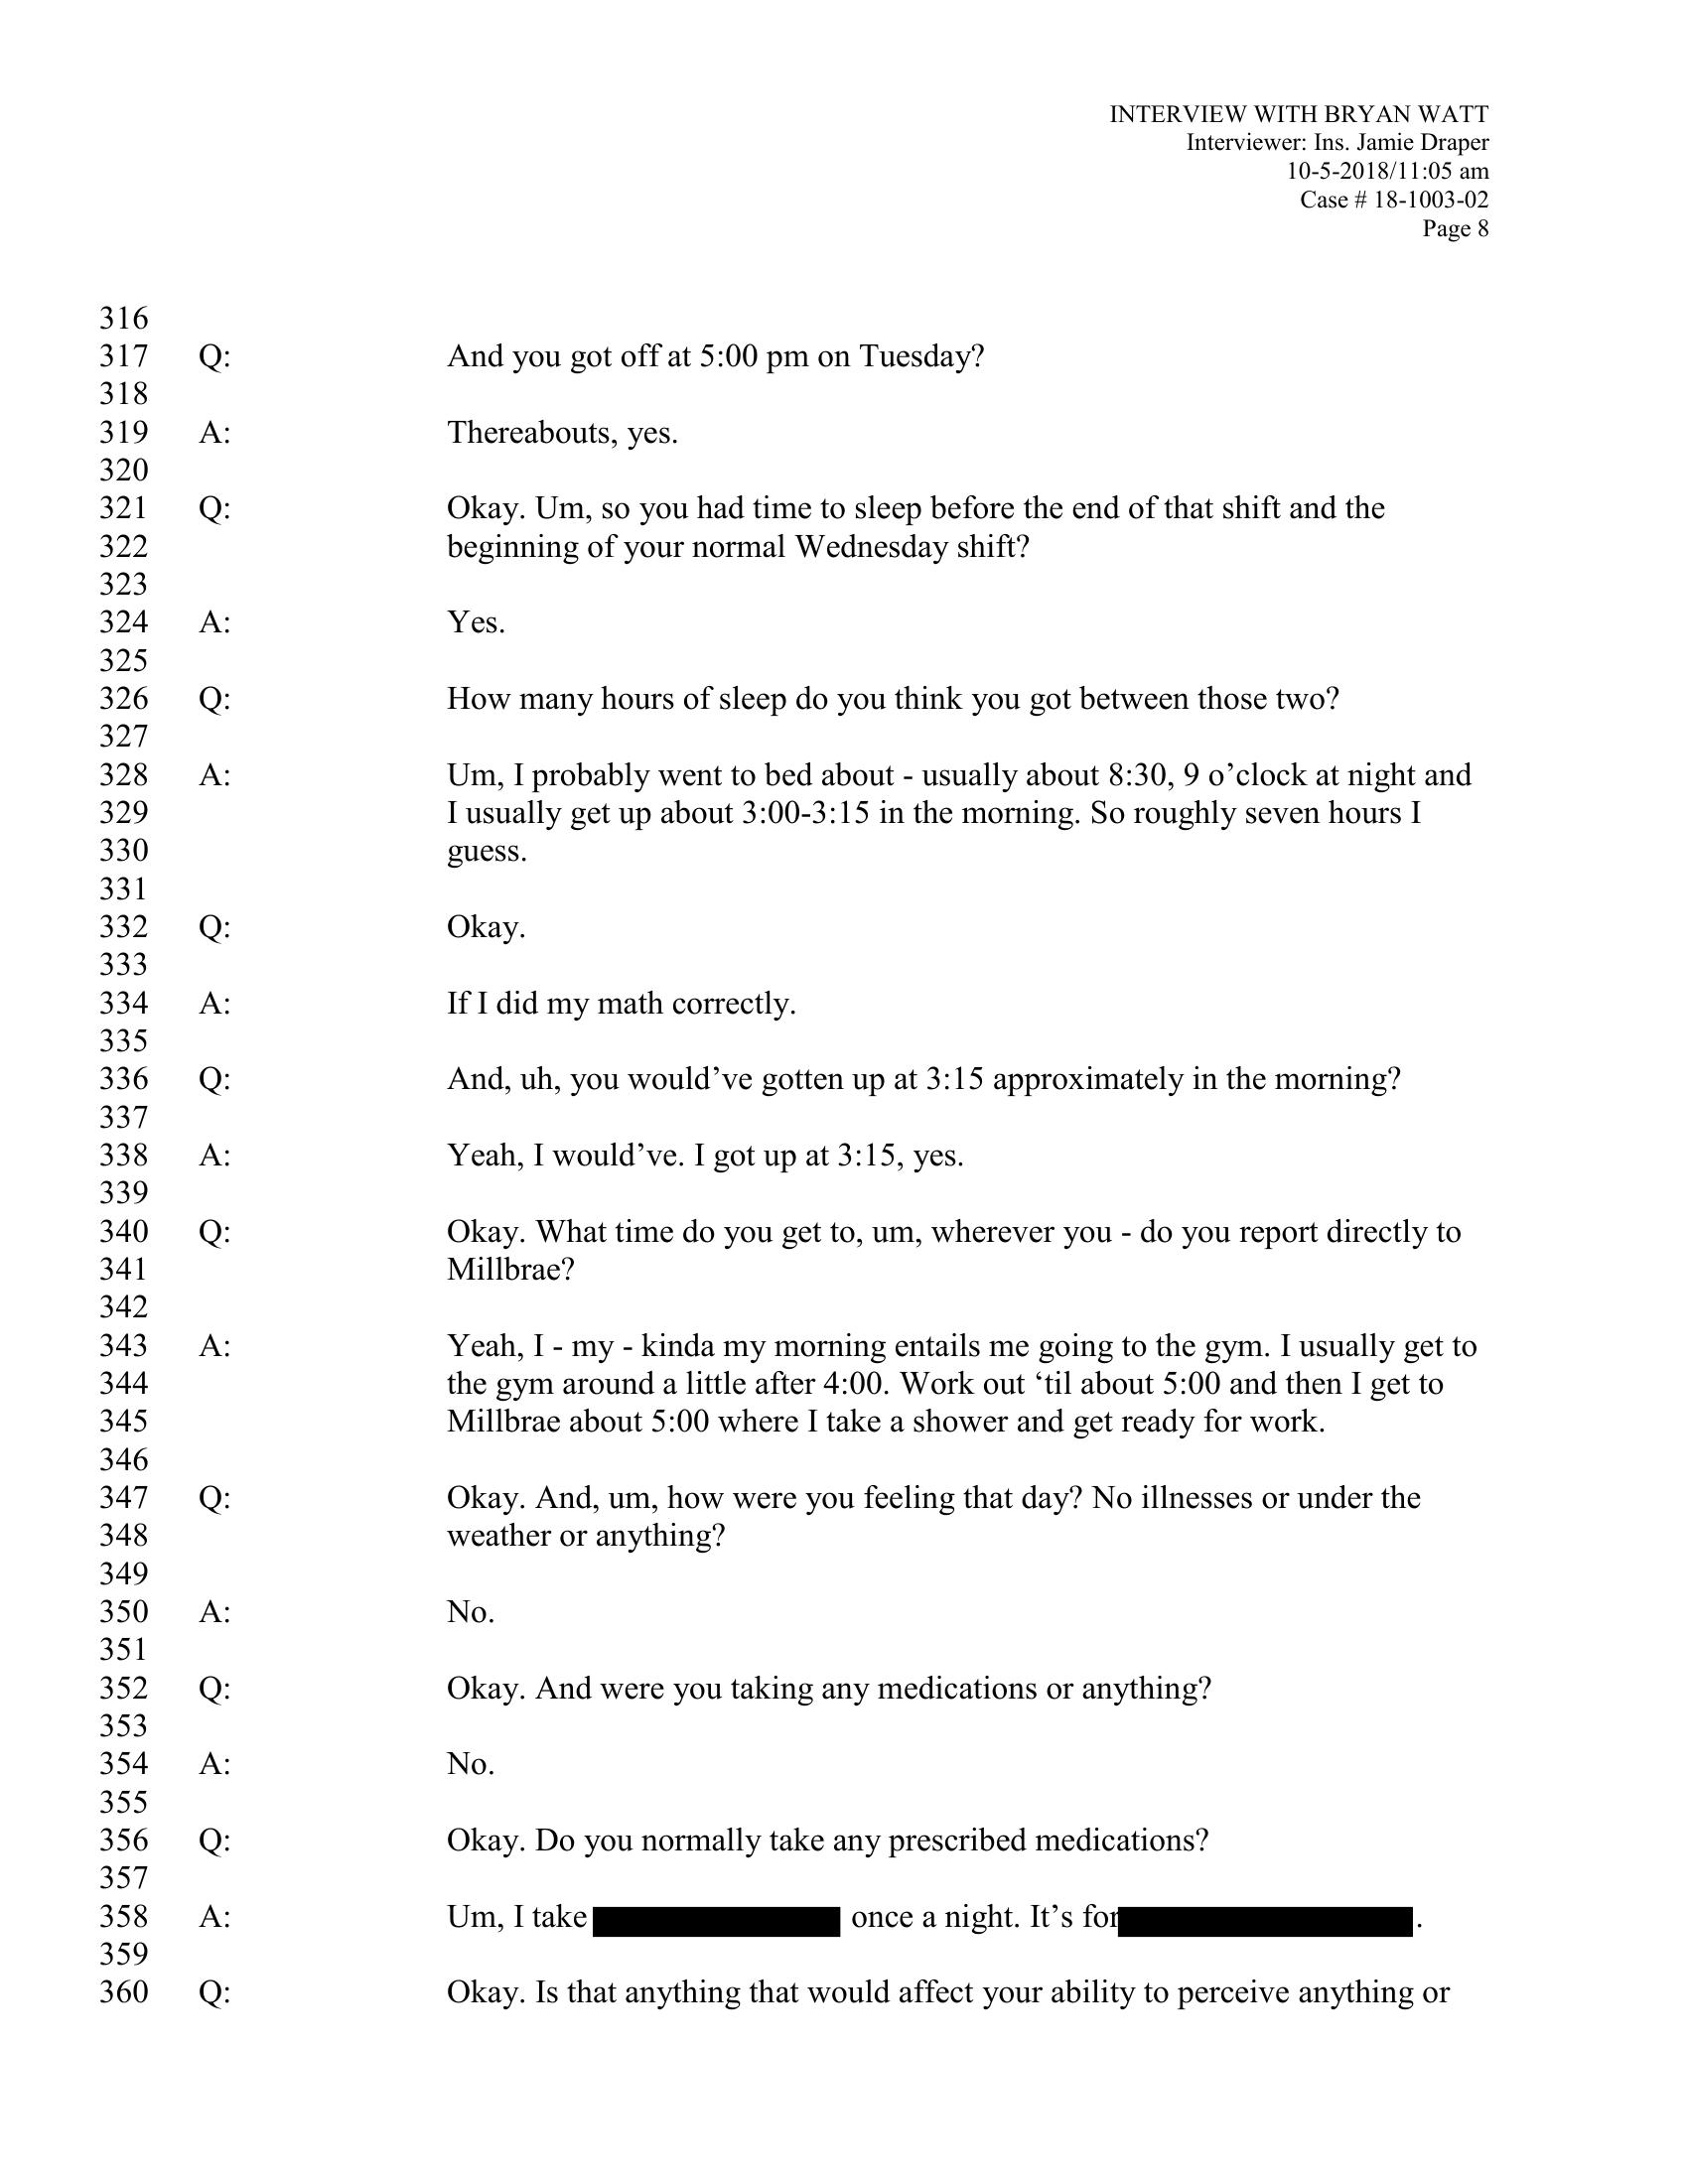 INTERVIEW WITH BRYAN WATT
Interviewer: Ins. Jamie Draper
10-5-2018/11:05 am
Case # 18-1003-02
Page 8
316
317 Q: And you got off at 5:00 pm on Tuesday?
318
319 A: Thereabouts, yes.
320
321 Q: Okay. Um, so you had time to sleep before the end of that shift and the
322 beginning of your normal Wednesday shift?
323
324 A: Yes.
325
326 Q: How many hours of sleep do you think you got between those two?
327
328 A: Um, I probably went to bed about - usually about 8:30, 9 o’clock at night and
329 I usually get up about 3:00-3:15 in the morning. So roughly seven hours I
330 guess.
331
332 Q: Okay.
333
334 A: If I did my math correctly.
335
336 Q: And, uh, you would’ve gotten up at 3:15 approximately in the morning?
337
338 A: Yeah, I would’ve. I got up at 3:15, yes.
339
340 Q: Okay. What time do you get to, um, wherever you - do you report directly to
341 Millbrae?
342
343 A: Yeah, I - my - kinda my morning entails me going to the gym. I usually get to
344 the gym around a little after 4:00. Work out ‘til about 5:00 and then I get to
345 Millbrae about 5:00 where I take a shower and get ready for work.
346
347 Q: Okay. And, um, how were you feeling that day? No illnesses or under the
348 weather or anything?
349
350 A: No.
351
352 Q: Okay. And were you taking any medications or anything?
353
354 A: No.
355
356 Q: Okay. Do you normally take any prescribed medications?
357
358 A: Um, I take once a night. It’s for .
359
360 Q: Okay. Is that anything that would affect your ability to perceive anything or